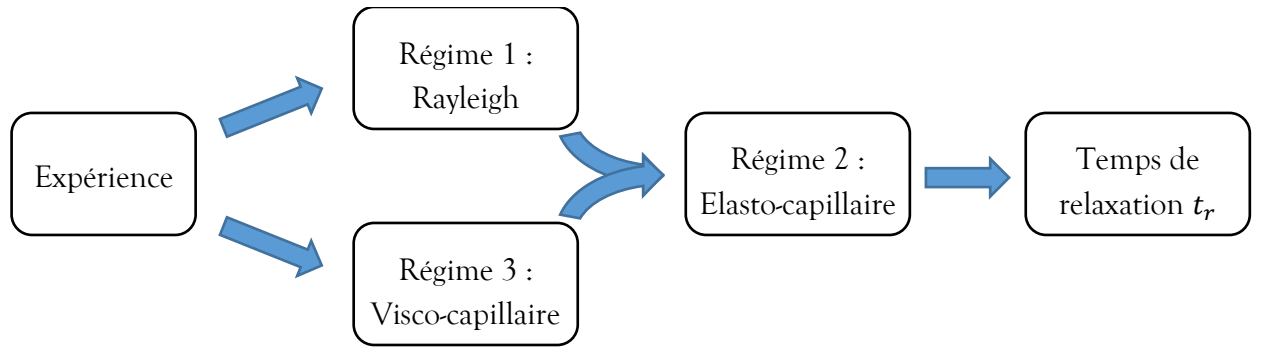 Expérience
Régime 1 :
Rayleigh
Régime 3 :
Visco-capillaire
Régime 2 :
Elasto-capillaire
Temps de
relaxation 𝑡𝑟